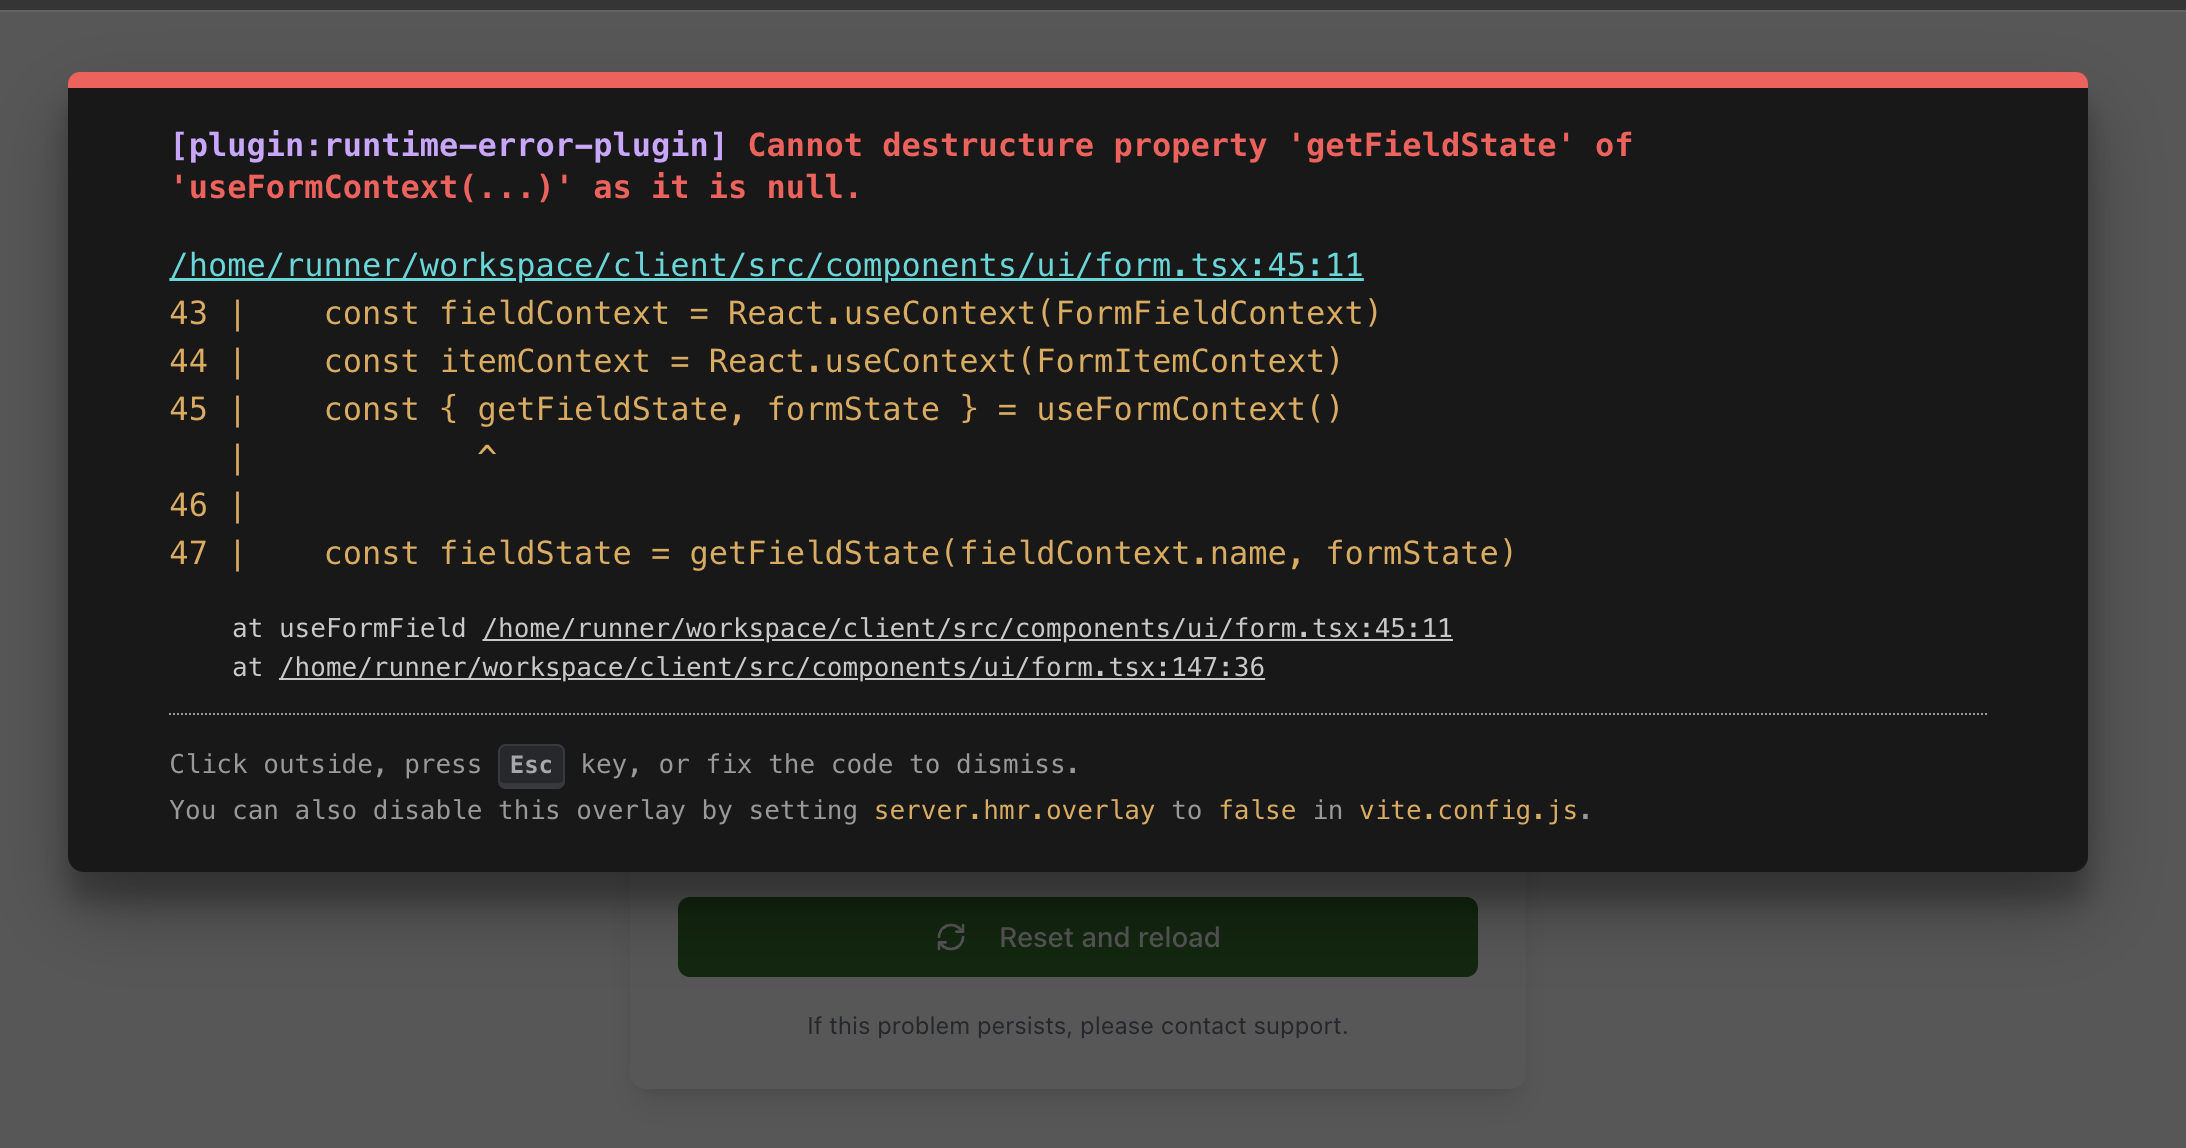 [plugin:runtime-error-plugin] Cannot destructure property 'getFieldState' of
'useFormContext(...)' as it is null.
/home/runner/workspace/client/src/components/ui/form.tsx:45:11
43 |    const fieldContext = React.useContext(FormFieldContext)
44 |    const itemContext = React.useContext(FormItemContext)
45 |    const { getFieldState, formState } = useFormContext()
   |            ^
46 |
47 |    const fieldState = getFieldState(fieldContext.name, formState)
at useFormField /home/runner/workspace/client/src/components/ui/form.tsx:45:11
at /home/runner/workspace/client/src/components/ui/form.tsx:147:36
Click outside, press Esc key, or fix the code to dismiss.
You can also disable this overlay by setting server.hmr.overlay to false in vite.config.js.
Reset and reload
If this problem persists, please contact support.